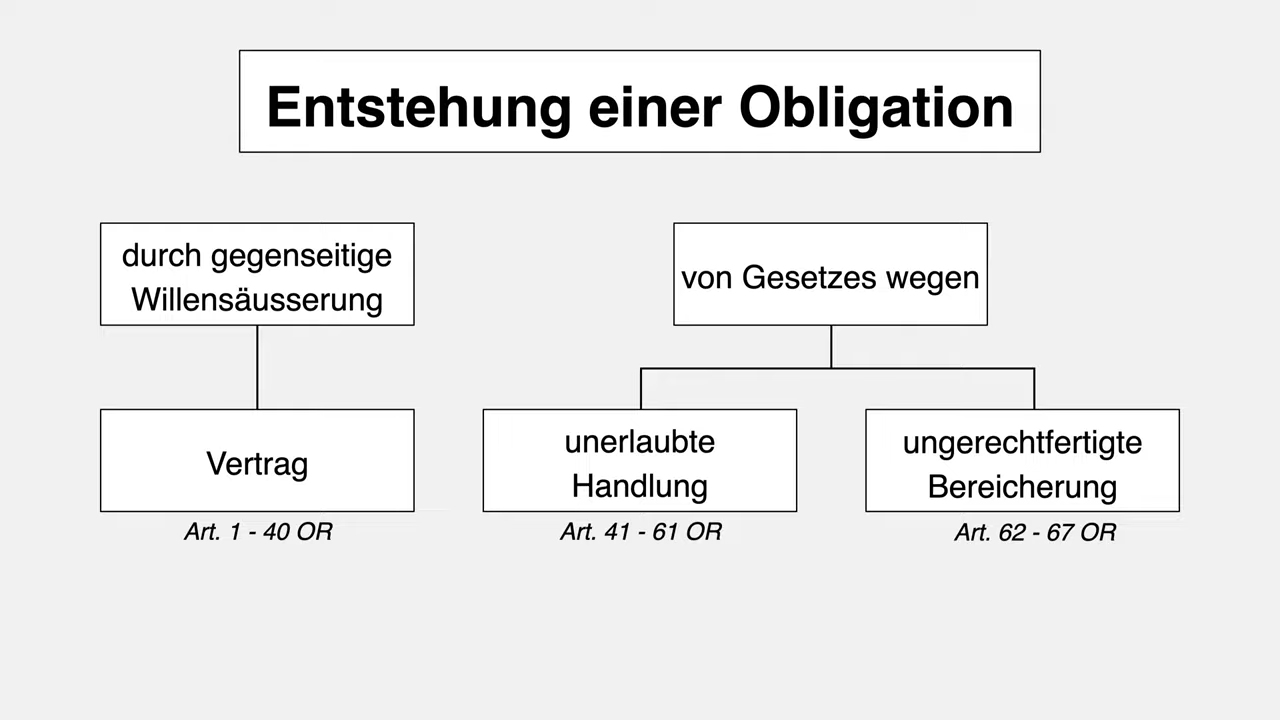 Entstehung einer Obligation
durch gegenseitige
Willensäusserung
von Gesetzes wegen
Vertrag
Art. 1 - 40 OR
unerlaubte
Handlung
Art. 41 - 61 OR
ungerechtfertigte
Bereicherung
Art. 62 - 67 OR